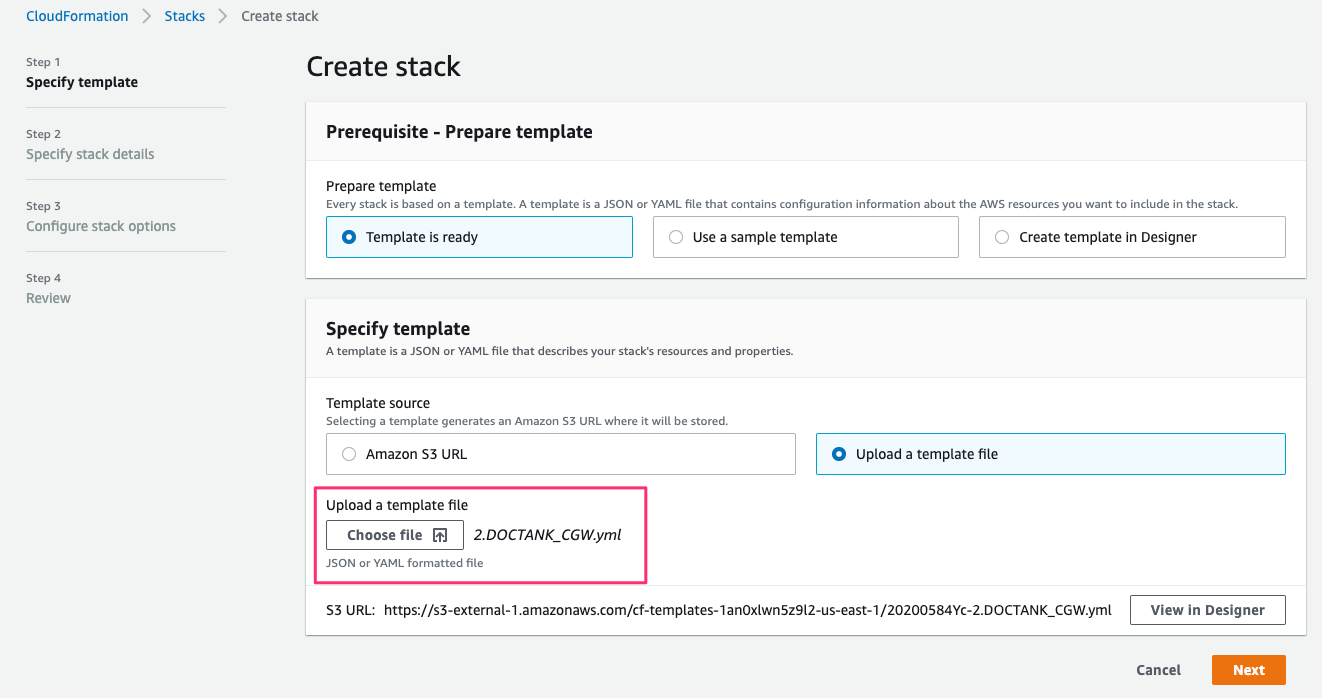 CloudFormation > Stacks > Create stack
Step 1
Specify template
Step 2
Specify stack details
Step 3
Configure stack options
Step 4
Review
Create stack
Prerequisite - Prepare template
Prepare template
Every stack is based on a template. A template is a JSON or YAML file that contains configuration information about the AWS resources you want to include in the stack.
Template is ready
Use a sample template
Create template in Designer
Specify template
A template is a JSON or YAML file that describes your stack's resources and properties.
Template source
Selecting a template generates an Amazon S3 URL where it will be stored.
Amazon S3 URL
Upload a template file
Upload a template file
Choose file 2.DOCTANK_CGW.yml
JSON or YAML formatted file
S3 URL: https://s3-external-1.amazonaws.com/cf-templates-1an0xlwn5z9l2-us-east-1/20200584Yc-2.DOCTANK_CGW.yml View in Designer
Cancel Next